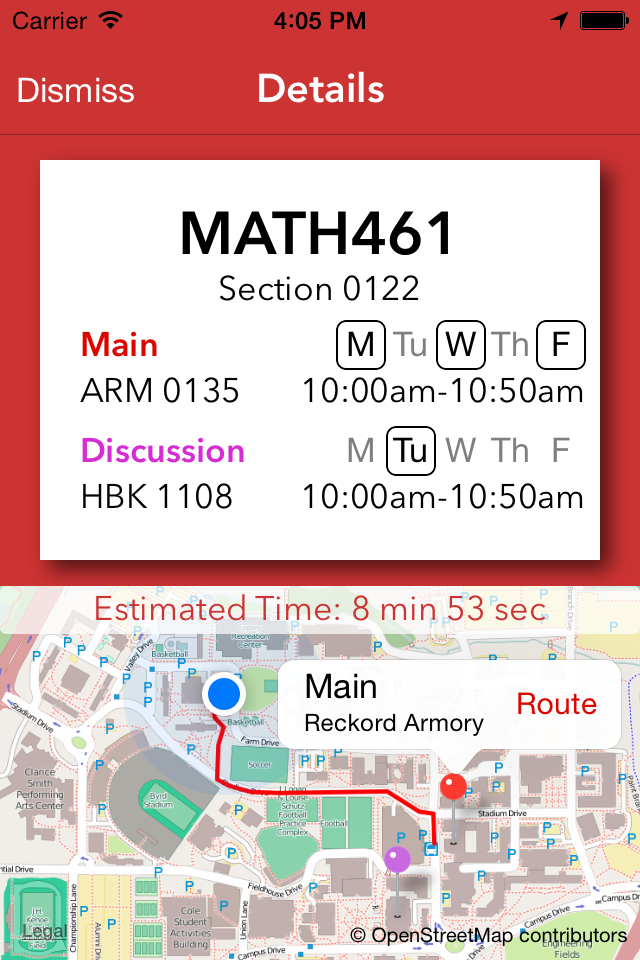 Carrier 4:05 PM
Dismiss Details
MATH461
Section 0122
Main M Tu W Th F
ARM 0135 10:00am-10:50am
Discussion M Tu W Th F
HBK 1108 10:00am-10:50am
Estimated Time: 8 min 53 sec
Recreation
Center
Valley Drive
Basketball
Main
Reckord Armory
Route
Stadium Drive
Basketball
Farm Drive
Soccer
Clarice
Smith
Performing
Arts Center
Byrd
Stadium
& Louise
Schutz
Football
Practice
Complex
Football
Stadium Drive
Fieldhouse Drive
Championship Lane
Union Lane
Cole
Student
Activities
Building
Campus Drive
Campus Drive
Engineering
Fields
Legal
© OpenStreetMap contributors